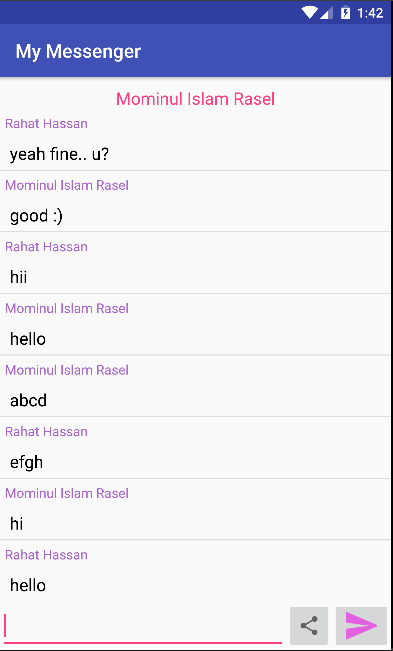 1:42
My Messenger
Mominul Islam Rasel
Rahat Hassan
yeah fine.. u?
Mominul Islam Rasel
good :)
Rahat Hassan
hii
Mominul Islam Rasel
hello
Mominul Islam Rasel
abcd
Rahat Hassan
efgh
Mominul Islam Rasel
hi
Rahat Hassan
hello